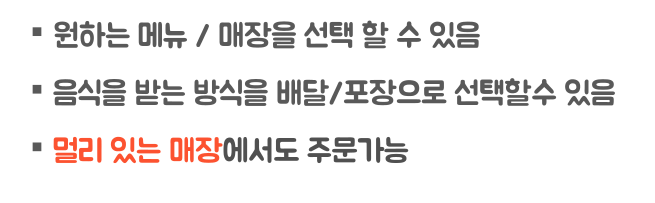 ▪ 원하는 메뉴 / 매장을 선택 할 수 있음
▪ 음식을 받는 방식을 배달/포장으로 선택할수 있음
▪ 멀리 있는 매장에서도 주문가능